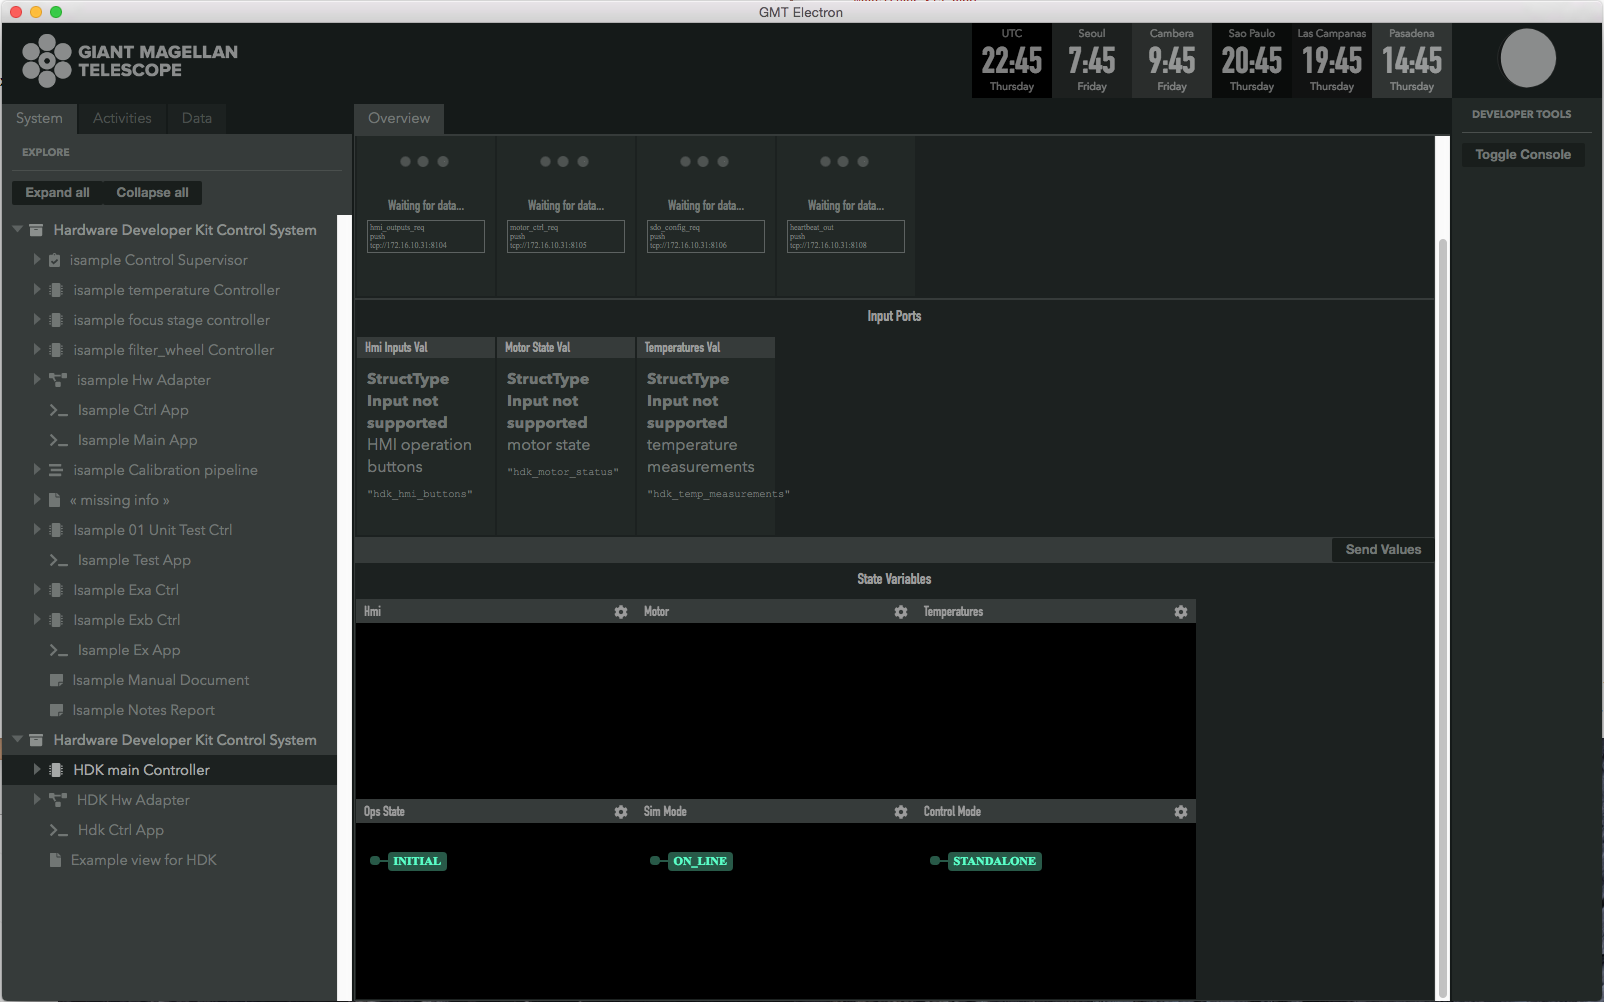 GMT Electron
GIANT MAGELLAN
TELESCOPE
UTC
22:45
Thursday
Seoul
7:45
Friday
Cambera
9:45
Friday
Sao Paulo
20:45
Thursday
Las Campanas
19:45
Thursday
Pasadena
14:45
Thursday
System
Activities
Data
Overview
DEVELOPER TOOLS
Toggle Console
EXPLORE
Expand all
Collapse all
Hardware Developer Kit Control System
isample Control Supervisor
isample temperature Controller
isample focus stage controller
isample filter_wheel Controller
isample Hw Adapter
Isample Ctrl App
Isample Main App
isample Calibration pipeline
« missing info »
Isample 01 Unit Test Ctrl
Isample Test App
Isample Exa Ctrl
Isample Exb Ctrl
Isample Ex App
Isample Manual Document
Isample Notes Report
Hardware Developer Kit Control System
HDK main Controller
HDK Hw Adapter
Hdk Ctrl App
Example view for HDK
Waiting for data...
hmi_outputs_req
push
tcp://172.16.10.31:8104
Waiting for data...
motor_ctrl_req
push
tcp://172.16.10.31:8105
Waiting for data...
sdo_config_req
push
tcp://172.16.10.31:8106
Waiting for data...
heartbeat_out
push
tcp://172.16.10.31:8108
Input Ports
Hmi Inputs Val
StructType
Input not
supported
HMI operation
buttons
"hdk_hmi_buttons"
Motor State Val
StructType
Input not
supported
motor state
"hdk_motor_status"
Temperatures Val
StructType
Input not
supported
temperature
measurements
"hdk_temp_measurements"
Send Values
State Variables
Hmi
Motor
Temperatures
Ops State
Sim Mode
Control Mode
INITIAL
ON_LINE
STANDALONE